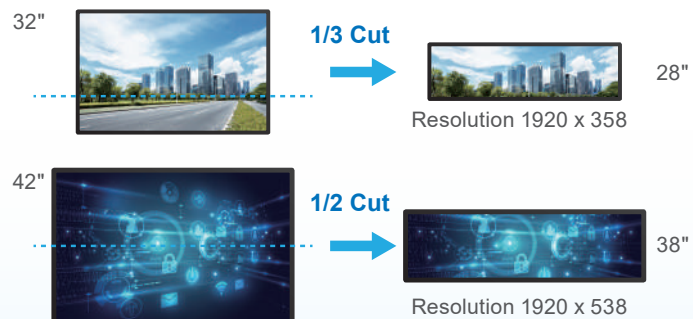 32"
1/3 Cut
28"
Resolution 1920 x 358
42"
1/2 Cut
38"
Resolution 1920 x 538